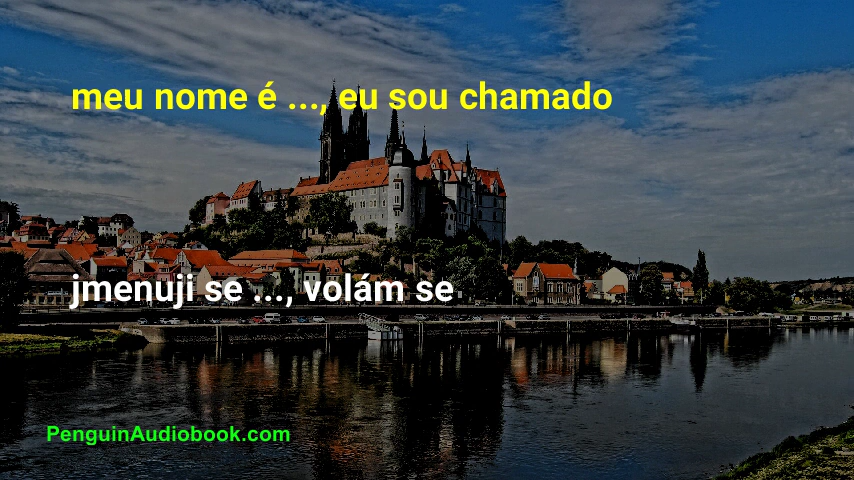 meu nome é ..., eu sou chamado
jmenuji se ..., volám se
PenguinAudiobook.com